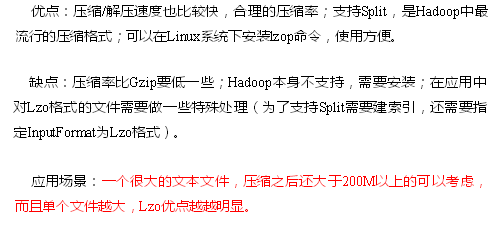 优点：压缩/解压速度也比较快，合理的压缩率；支持Split，是Hadoop中最
流行的压缩格式；可以在Linux系统下安装lzop命令，使用方便。
缺点：压缩率比Gzip要低一些；Hadoop本身不支持，需要安装；在应用中
对Lzo格式的文件需要做一些特殊处理（为了支持Split需要建索引，还需要指
定InputFormat为Lzo格式）。
应用场景：一个很大的文本文件，压缩之后还大于200M以上的可以考虑，
而且单个文件越大，Lzo优点越越明显。